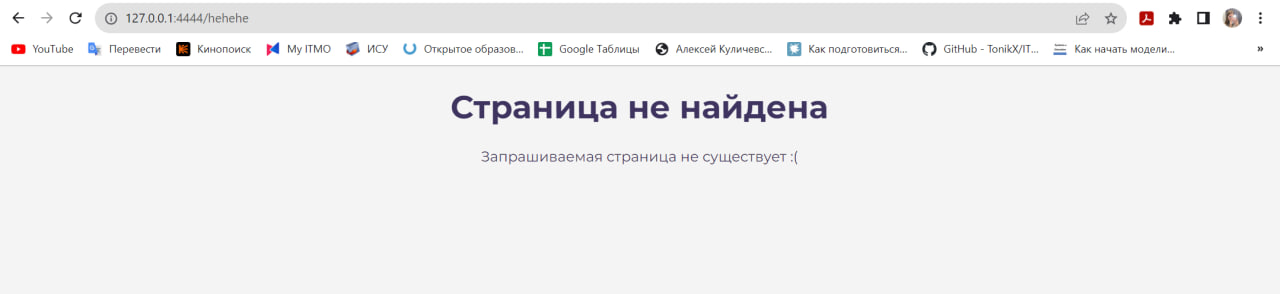 127.0.0.1:4444/hehehe
YouTube Перевести Кинопоиск My ITMO ИСУ Открытое образов... Google Таблицы Алексей Куличевс... Как подготовиться... GitHub - TonikX/IT... Как начать модели... »
Страница не найдена
Запрашиваемая страница не существует :(